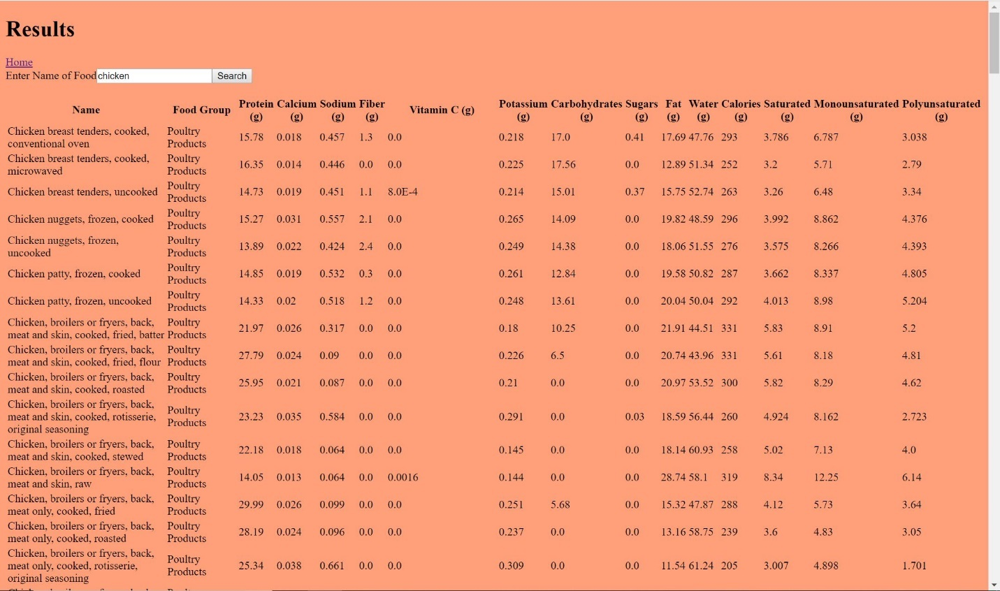 Results
Home
Enter Name of Food chicken Search
Name Food Group Protein (g) Calcium (g) Sodium (g) Fiber (g) Vitamin C (g) Potassium (g) Carbohydrates (g) Sugars (g) Fat (g) Water (g) Calories (g) Saturated (g) Monounsaturated (g) Polyunsaturated (g)
Chicken breast tenders, cooked, conventional oven Poultry Products 15.78 0.018 0.457 1.3 0.0 0.218 17.0 0.41 17.69 47.76 293 3.786 6.787 3.038
Chicken breast tenders, cooked, microwaved Poultry Products 16.35 0.014 0.446 0.0 0.0 0.225 17.56 0.0 12.89 51.34 252 3.2 5.71 2.79
Chicken breast tenders, uncooked Poultry Products 14.73 0.019 0.451 1.1 8.0E-4 0.214 15.01 0.37 15.75 52.74 263 3.26 6.48 3.34
Chicken nuggets, frozen, cooked Poultry Products 15.27 0.031 0.557 2.1 0.0 0.265 14.09 0.0 19.82 48.59 296 3.992 8.862 4.376
Chicken nuggets, frozen, uncooked Poultry Products 13.89 0.022 0.424 2.4 0.0 0.249 14.38 0.0 18.06 51.55 276 3.575 8.266 4.393
Chicken patty, frozen, cooked Poultry Products 14.85 0.019 0.532 0.3 0.0 0.261 12.84 0.0 19.58 50.82 287 3.662 8.337 4.805
Chicken patty, frozen, uncooked Poultry Products 14.33 0.02 0.518 1.2 0.0 0.248 13.61 0.0 20.04 50.04 292 4.013 8.98 5.204
Chicken, broilers or fryers, back, meat and skin, cooked, fried, batter Poultry Products 21.97 0.026 0.317 0.0 0.0 0.18 10.25 0.0 21.91 44.51 331 5.83 8.91 5.2
Chicken, broilers or fryers, back, meat and skin, cooked, fried, flour Poultry Products 27.79 0.024 0.09 0.0 0.0 0.226 6.5 0.0 20.74 43.96 331 5.61 8.18 4.81
Chicken, broilers or fryers, back, meat and skin, cooked, roasted Poultry Products 25.95 0.021 0.087 0.0 0.0 0.21 0.0 0.0 20.97 53.52 300 5.82 8.29 4.62
Chicken, broilers or fryers, back, meat and skin, cooked, rotisserie, original seasoning Poultry Products 23.23 0.035 0.584 0.0 0.0 0.291 0.0 0.03 18.59 56.44 260 4.924 8.162 2.723
Chicken, broilers or fryers, back, meat and skin, cooked, stewed Poultry Products 22.18 0.018 0.064 0.0 0.0 0.145 0.0 0.0 18.14 60.93 258 5.02 7.13 4.0
Chicken, broilers or fryers, back, meat and skin, raw Poultry Products 14.05 0.013 0.064 0.0 0.0016 0.144 0.0 0.0 28.74 58.1 319 8.34 12.25 6.14
Chicken, broilers or fryers, back, meat only, cooked, fried Poultry Products 29.99 0.026 0.099 0.0 0.0 0.251 5.68 0.0 15.32 47.87 288 4.12 5.73 3.64
Chicken, broilers or fryers, back, meat only, cooked, roasted Poultry Products 28.19 0.024 0.096 0.0 0.0 0.237 0.0 0.0 13.16 58.75 239 3.6 4.83 3.05
Chicken, broilers or fryers, back, meat only, cooked, rotisserie, original seasoning Poultry Products 25.34 0.038 0.661 0.0 0.0 0.309 0.0 0.0 11.54 61.24 205 3.007 4.898 1.701